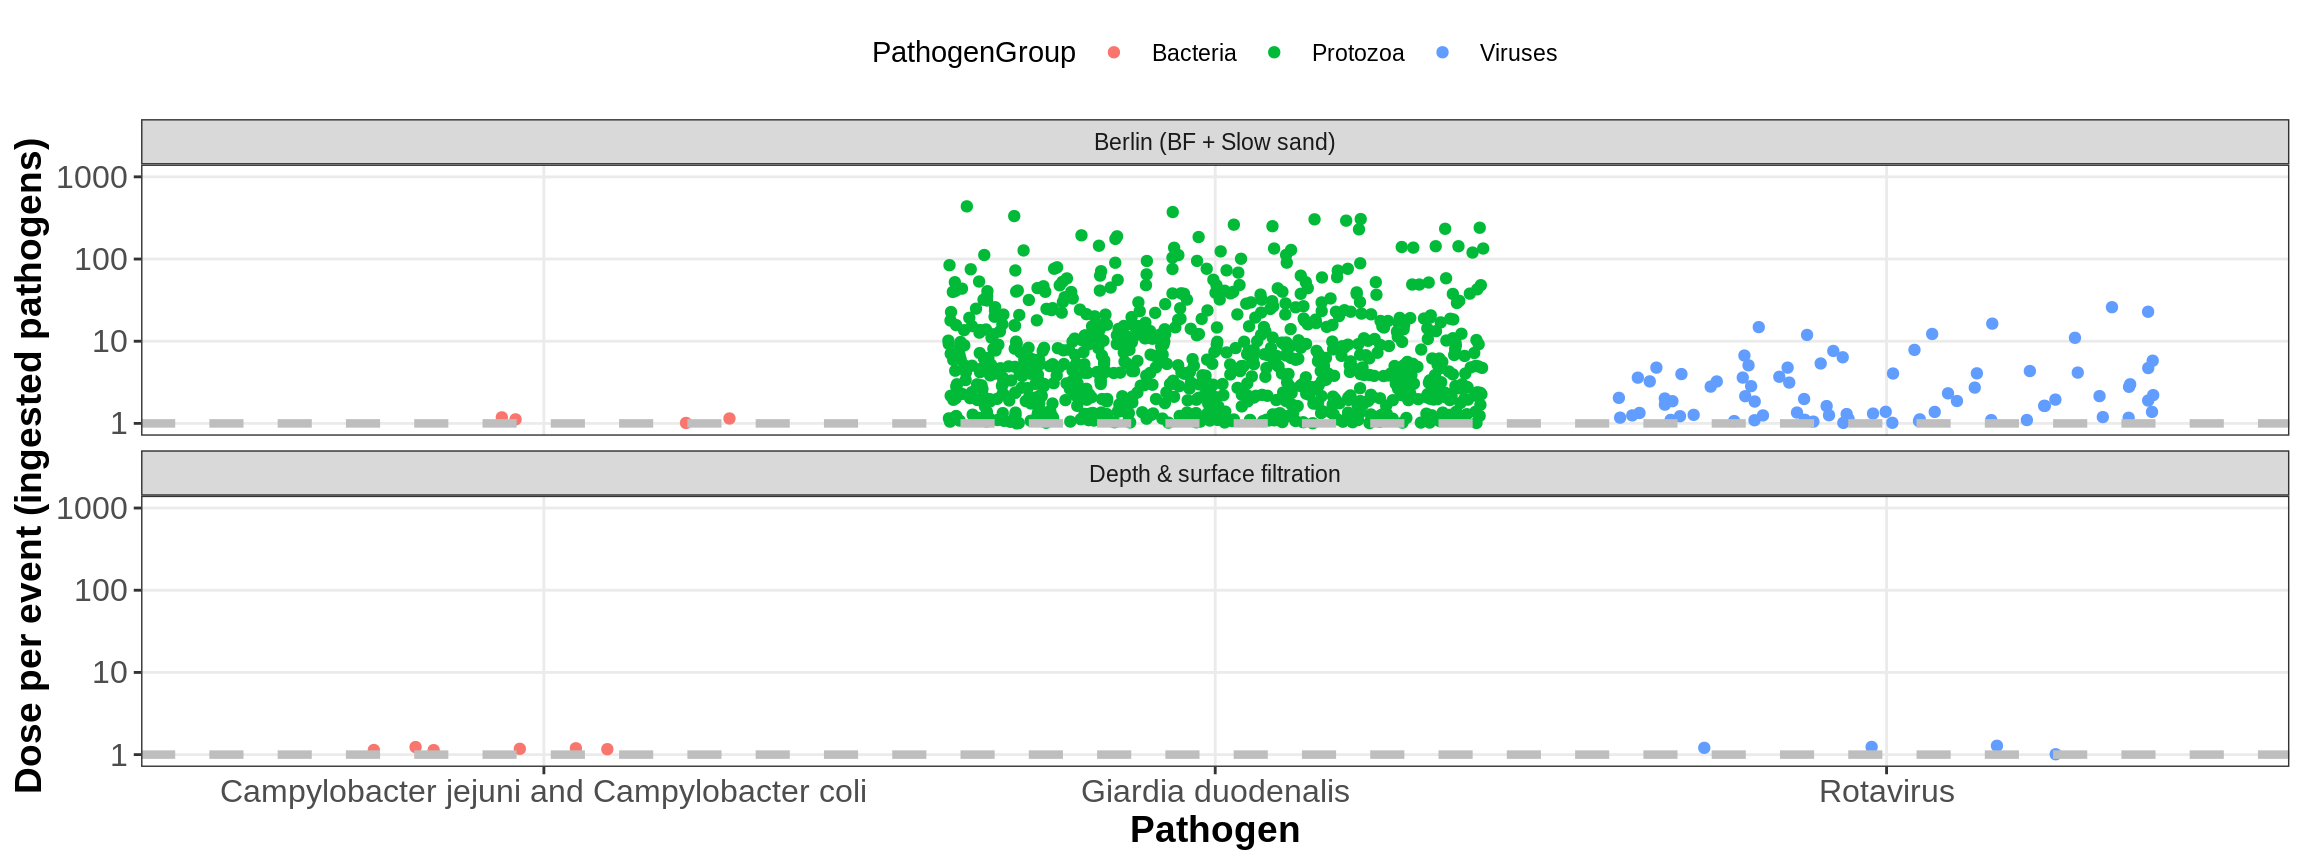 PathogenGroup Bacteria Protozoa Viruses
Dose per event (ingested pathogens)
Berlin (BF + Slow sand)
1000
100
10
1
Depth & surface filtration
1000
100
10
1
Campylobacter jejuni and Campylobacter coli Giardia duodenalis Rotavirus
Pathogen